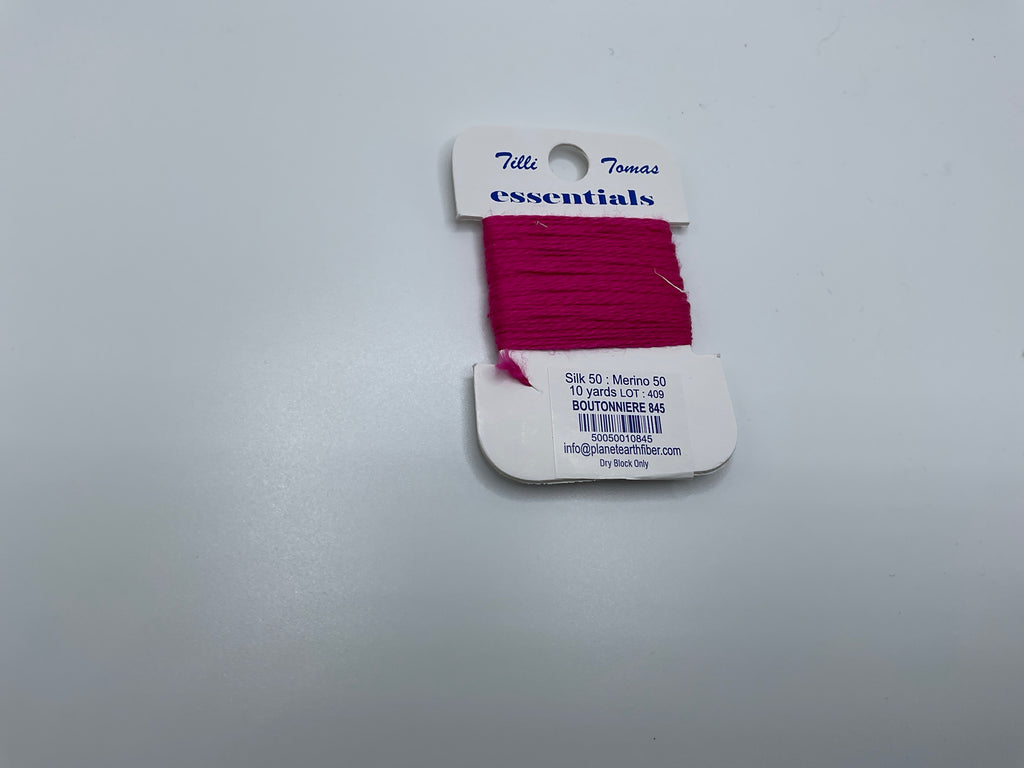 Tilli Tomas
essentials
Silk 50 : Merino 50
10 yards LOT : 409
BOUTONNIERE 845
50050010845
info@planetearthfiber.com
Dry Block Only